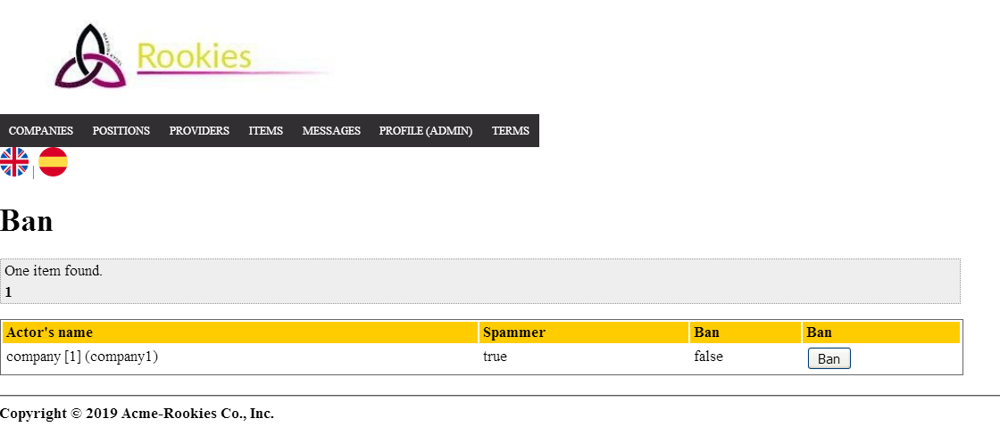 Rookies
COMPANIES POSITIONS PROVIDERS ITEMS MESSAGES PROFILE (ADMIN) TERMS
|
Ban
One item found.
1
Actor's name Spammer Ban Ban
company [1] (company1) true false Ban
Copyright © 2019 Acme-Rookies Co., Inc.